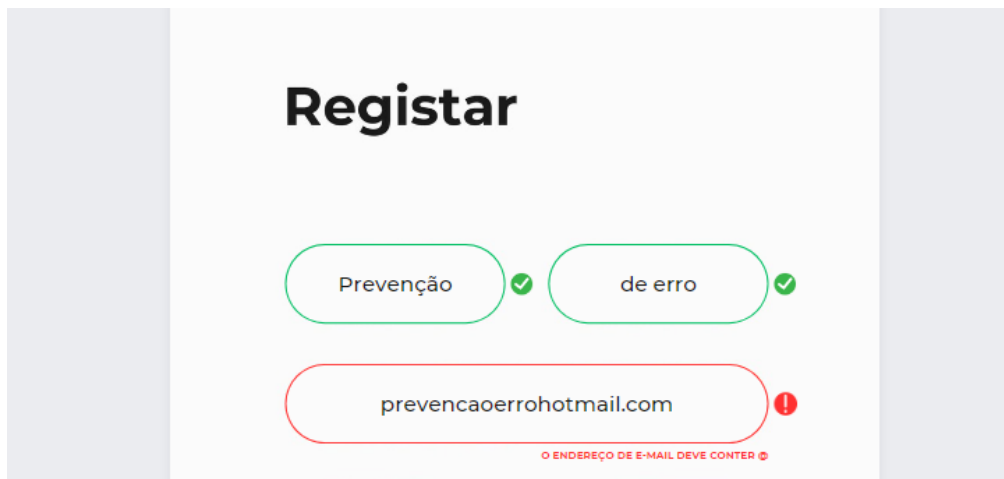 Registar
Prevenção de erro
prevencaoerrohotmail.com
O ENDEREÇO DE E-MAIL DEVE CONTER @